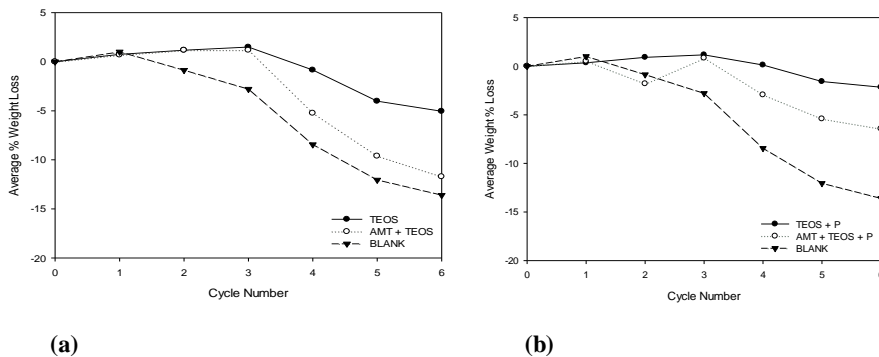 5
0
-5
-10
-15
-20
Average % Weight Loss
TEOS
AMT + TEOS
BLANK
0 1 2 3 4 5 6
Cycle Number
(a)
5
0
-5
-10
-15
-20
Average Weight % Loss
TEOS + P
AMT + TEOS + P
BLANK
0 1 2 3 4 5 6
Cycle Number
(b)